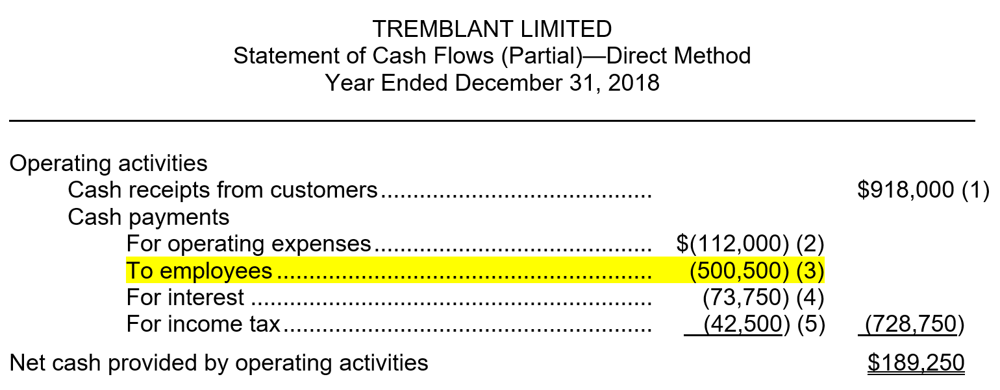 TREMBLANT LIMITED
Statement of Cash Flows (Partial)—Direct Method
Year Ended December 31, 2018
Operating activities
Cash receipts from customers.......................................... $918,000 (1)
Cash payments
For operating expenses........................................... $(112,000) (2)
To employees.......................................................... (500,500) (3)
For interest .............................................................. (73,750) (4)
For income tax......................................................... (42,500) (5) (728,750)
Net cash provided by operating activities $189,250